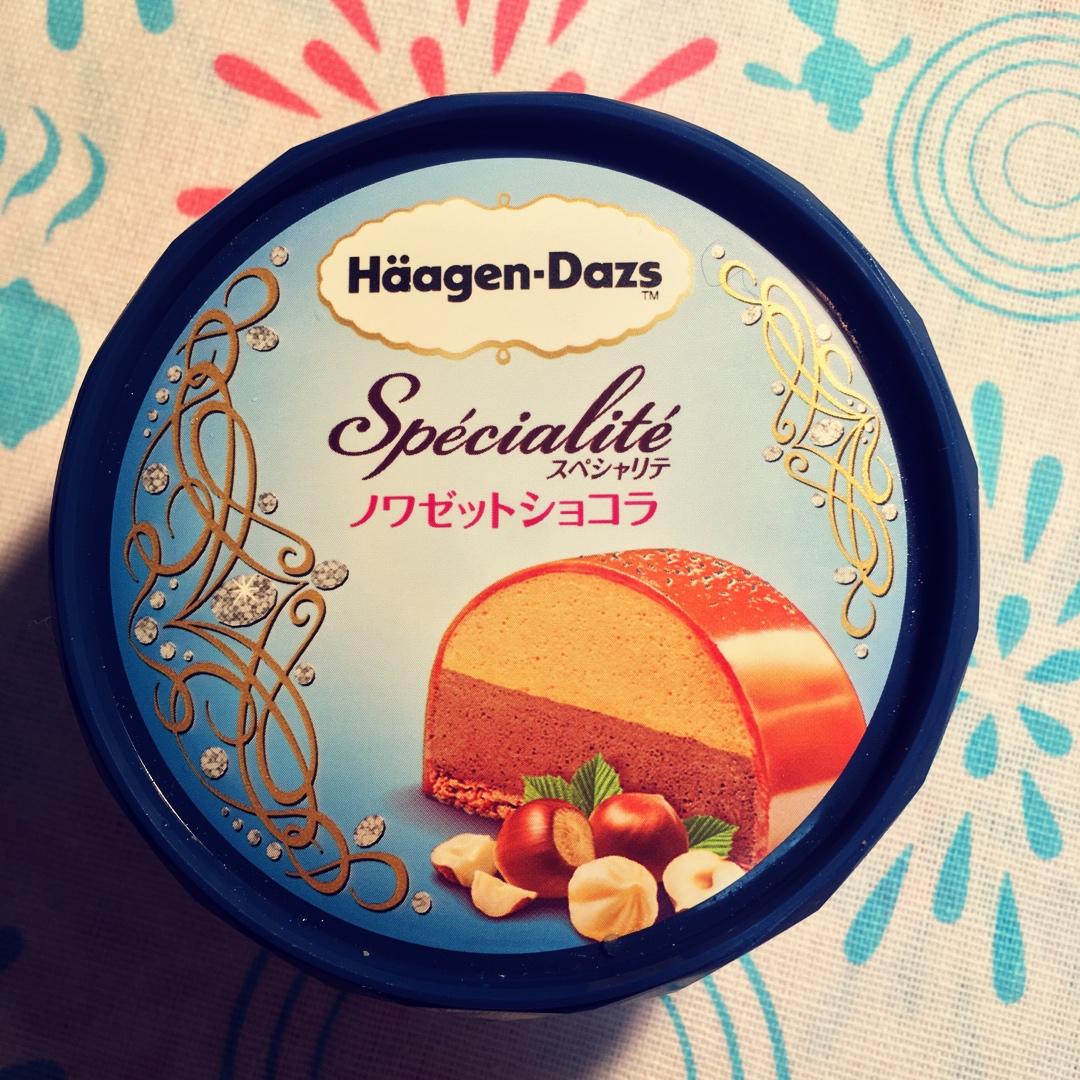 Häagen-Dazs
TM
Spécialité
スペシャリテ
ノワゼットショコラ